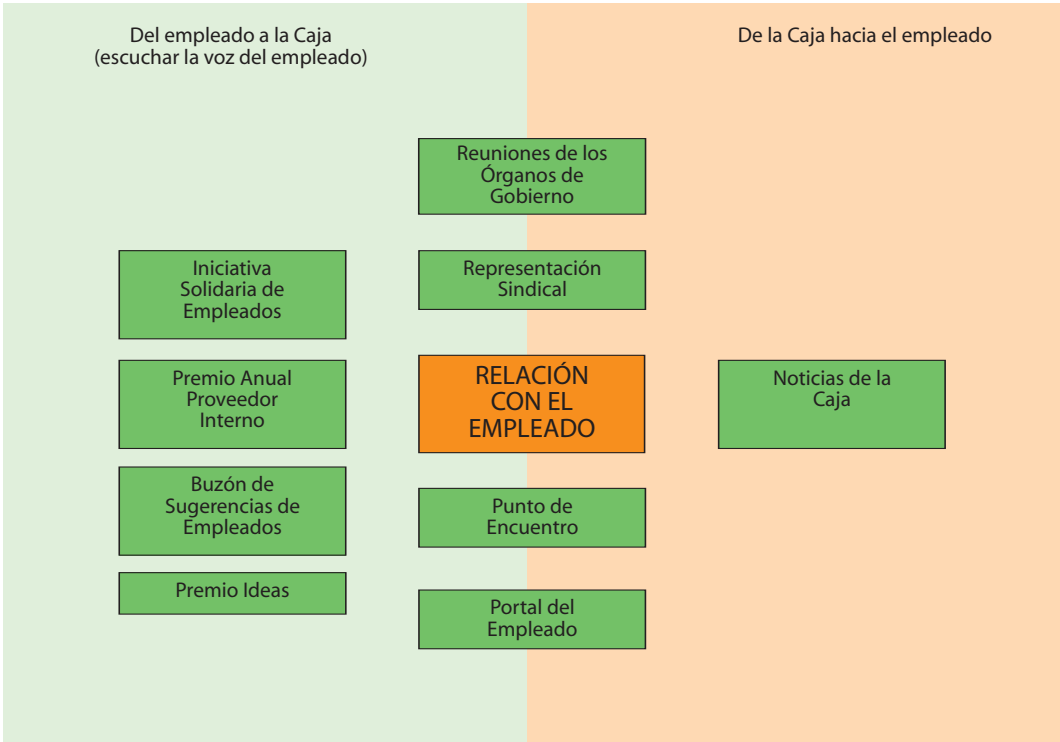 Del empleado a la Caja
(escuchar la voz del empleado)
De la Caja hacia el empleado
Reuniones de los
Órganos de
Gobierno
Iniciativa
Solidaria de
Empleados
Representación
Sindical
Premio Anual
Proveedor
Interno
RELACIÓN
CON EL
EMPLEADO
Noticias de la
Caja
Buzón de
Sugerencias de
Empleados
Punto de
Encuentro
Premio Ideas
Portal del
Empleado